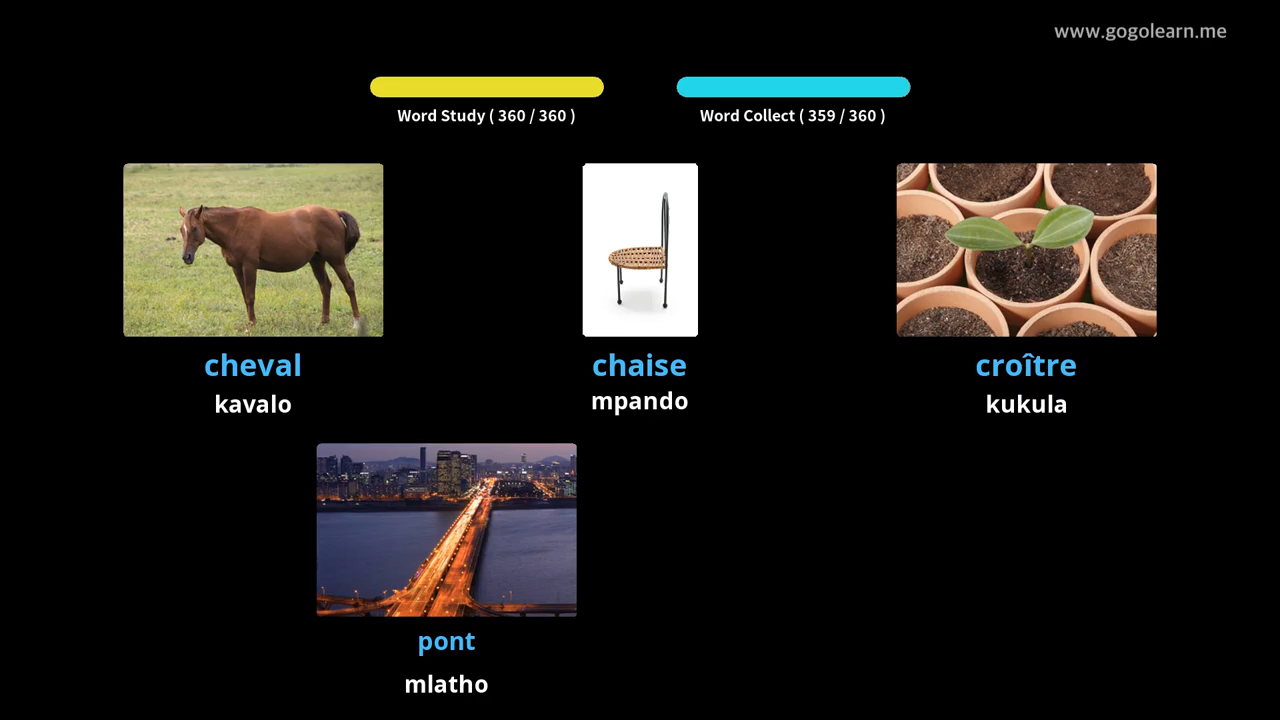 www.gogolearn.me
Word Study ( 360 / 360 )
Word Collect ( 359 / 360 )
cheval
kavalo
chaise
mpando
croître
kukula
pont
mlatho